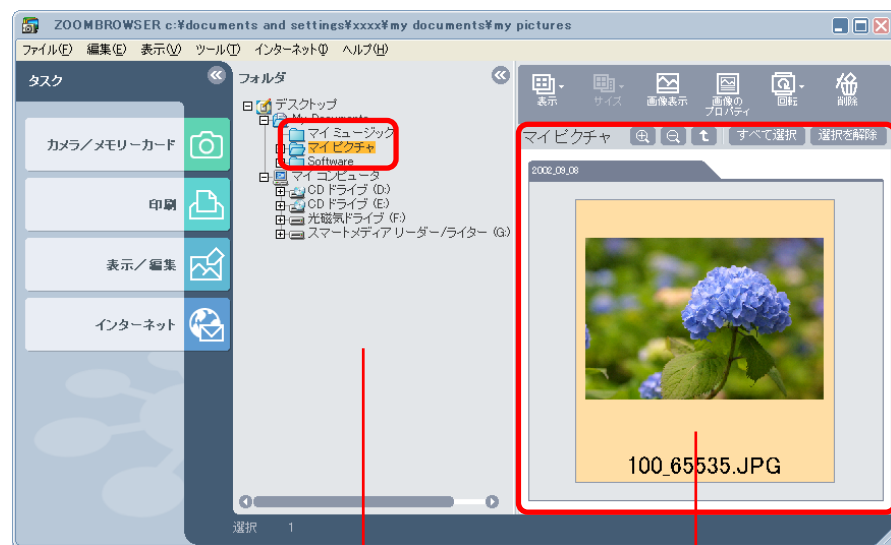 ZOOMBROWSER c:¥documents and settings¥xxxx¥my documents¥my pictures
ファイル(F) 編集(E) 表示(V) ツール(T) インターネット(I) ヘルプ(H)
タスク
カメラ/メモリーカード
印刷
表示/編集
インターネット
フォルダ
デスクトップ
My Documents
マイ ミュージック
マイ ピクチャ
Software
マイ コンピュータ
CD ドライブ (D:)
CD ドライブ (E:)
光磁気ドライブ (F:)
スマートメディア リーダー/ライター (G:)
表示 サイズ 画像表示 画像の 回転 削除
プロパティ
マイ ピクチャ すべて選択 選択を解除
2002_09_08
100_65535.JPG
選択 1